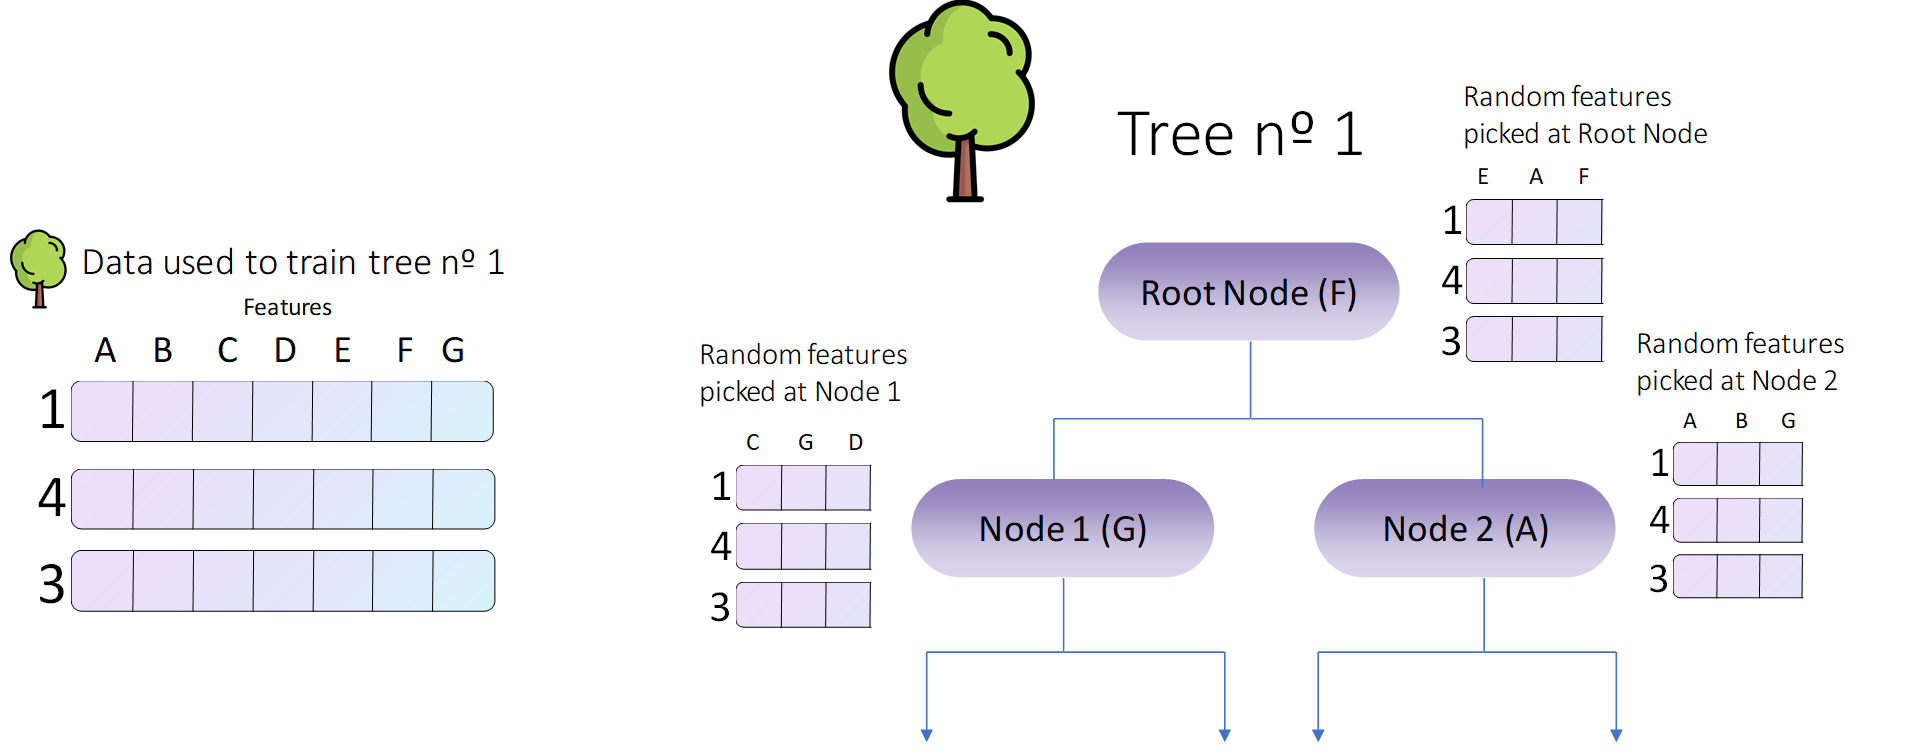 Tree nº 1
Data used to train tree nº 1
Features
A B C D E F G
1
4
3
Random features
picked at Root Node
E A F
1
4
3
Root Node (F)
Random features
picked at Node 1
C G D
1
4
3
Node 1 (G)
Random features
picked at Node 2
A B G
1
4
3
Node 2 (A)